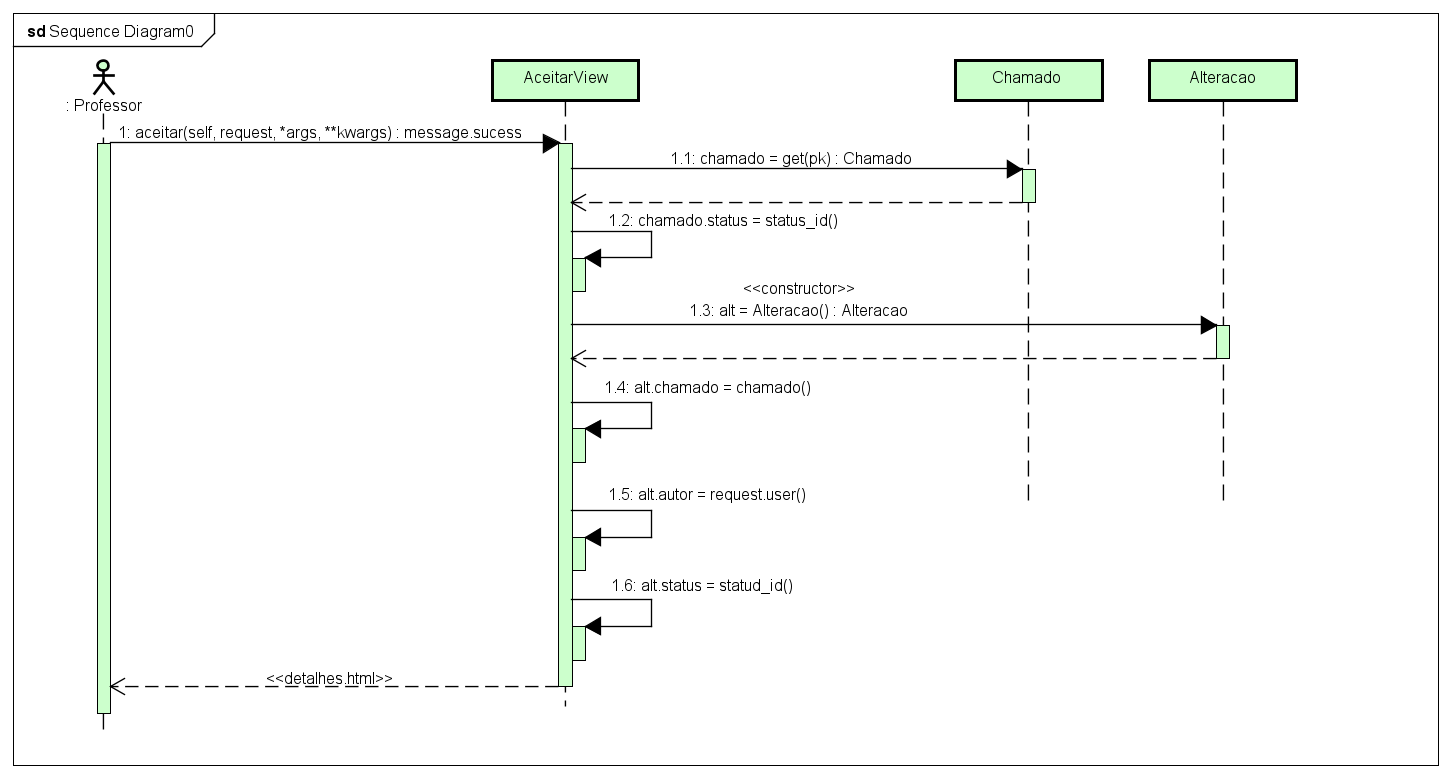 sd Sequence Diagram0
: Professor
AceitarView
Chamado
Alteracao
1: aceitar(self, request, *args, **kwargs) : message.sucess
1.1: chamado = get(pk) : Chamado
1.2: chamado.status = status_id()
<<constructor>>
1.3: alt = Alteracao() : Alteracao
1.4: alt.chamado = chamado()
1.5: alt.autor = request.user()
1.6: alt.status = statud_id()
<<detalhes.html>>